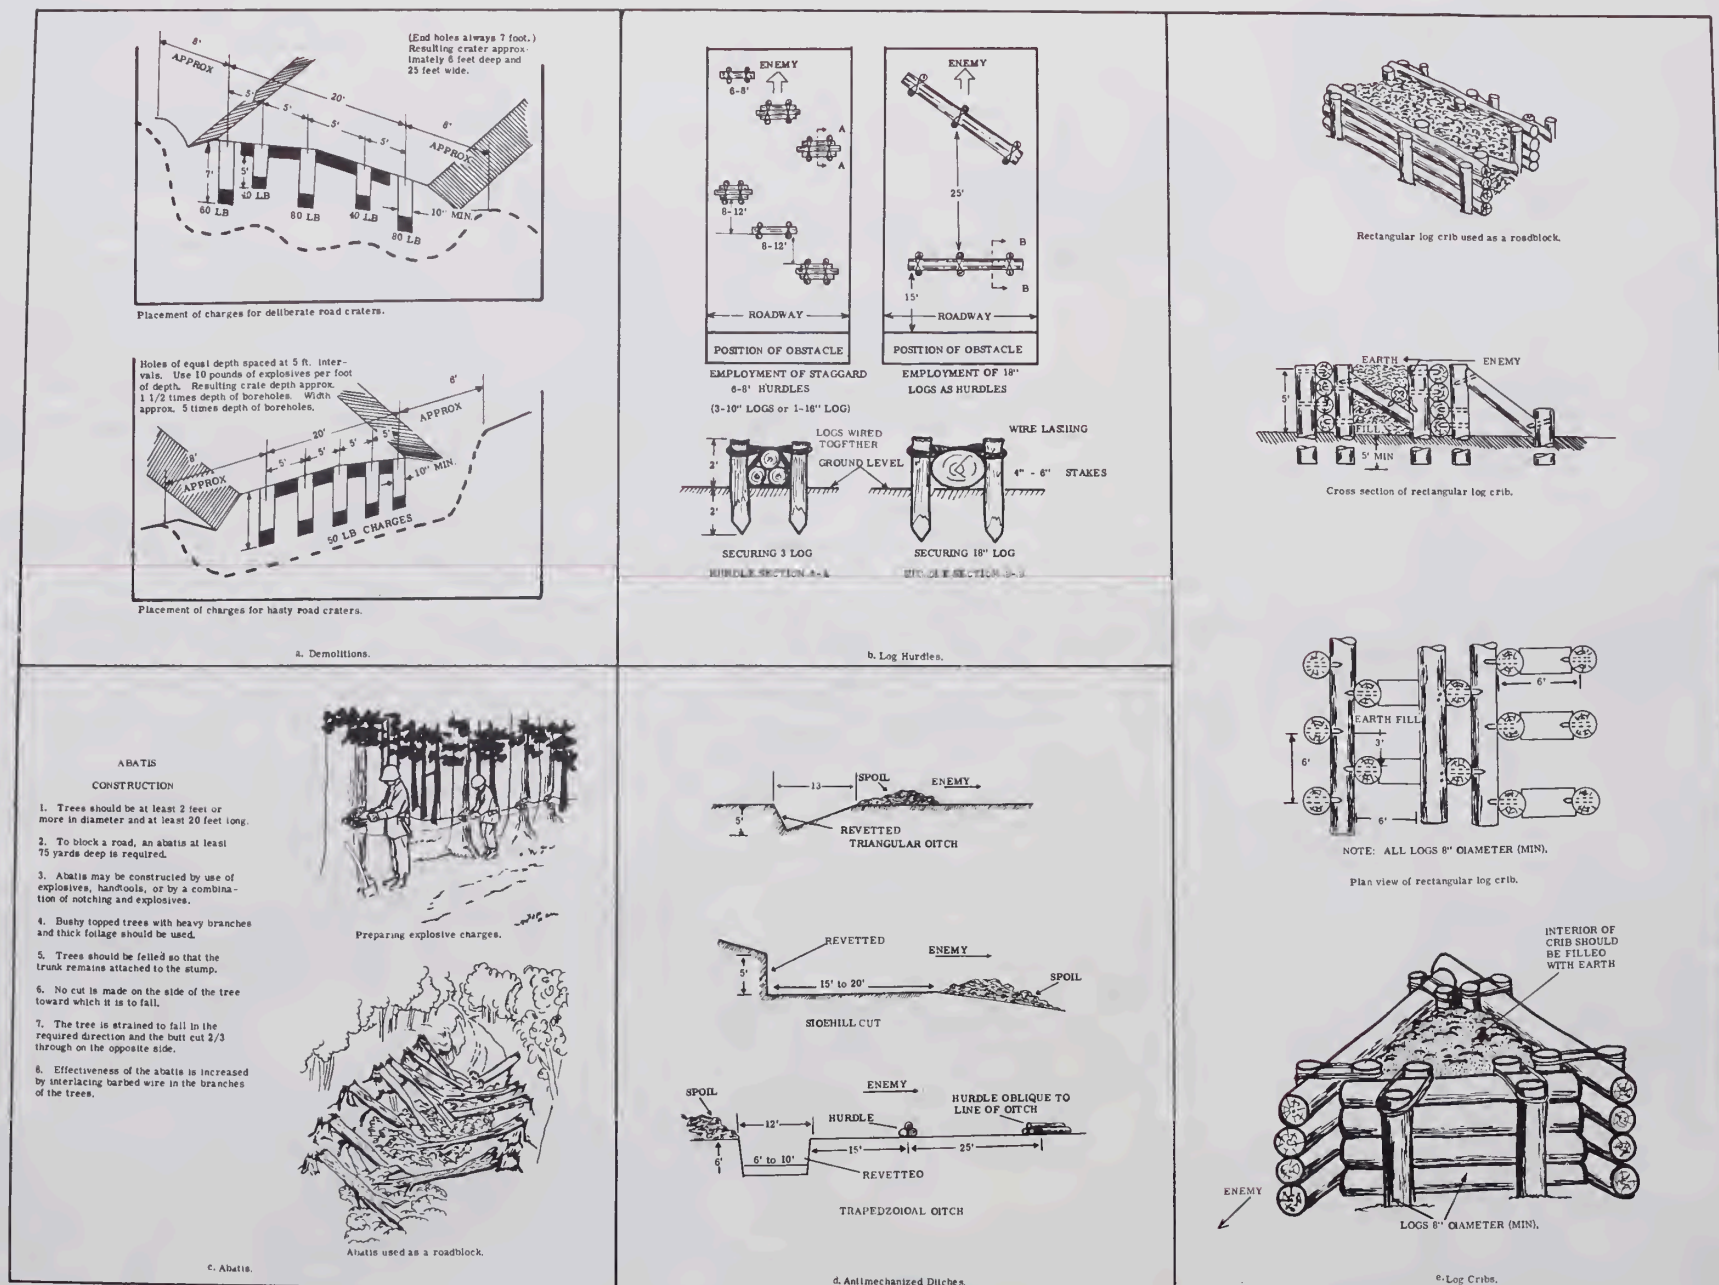 (End holes always 7 foot.)
Resulting crater approx-
imately 6 feet deep and
25 feet wide.
8'
APPROX
20'
5'
5'
5'
5'
8'
APPROX
7'
5'
60 LB
40 LB
80 LB
40 LB
80 LB
10" MIN.
Placement of charges for deliberate road craters.
Holes of equal depth spaced at 5 ft. inter-
vals. Use 10 pounds of explosives per foot
of depth. Resulting crate depth approx.
1 1/2 times depth of boreholes. Width
approx. 5 times depth of boreholes.
6'
APPROX
20'
5'
5'
5'
5'
8'
APPROX
10" MIN.
50 LB CHARGES
Placement of charges for hasty road craters.
a. Demolitions.
ENEMY
6-8'
A
A
8-12'
8-12'
ROADWAY
POSITION OF OBSTACLE
EMPLOYMENT OF STAGGARD
6-8' HURDLES
(3-10" LOGS or 1-16" LOG)
ENEMY
25'
B
B
15'
ROADWAY
POSITION OF OBSTACLE
EMPLOYMENT OF 18"
LOGS AS HURDLES
LOGS WIRED
TOGETHER
GROUND LEVEL
WIRE LASHING
4" - 6" STAKES
2'
2'
SECURING 3 LOG
HURDLE SECTION A-A
SECURING 18" LOG
HURDLE SECTION B-B
b. Log Hurdles.
Rectangular log crib used as a roadblock.
EARTH
ENEMY
5'
FILL
5' MIN
Cross section of rectangular log crib.
6'
EARTH FILL
3'
6'
6'
NOTE: ALL LOGS 8" DIAMETER (MIN).
Plan view of rectangular log crib.
INTERIOR OF
CRIB SHOULD
BE FILLED
WITH EARTH
ENEMY
LOGS 8" DIAMETER (MIN).
e. Log Cribs.
ABATIS
CONSTRUCTION
1. Trees should be at least 2 feet or
more in diameter and at least 20 feet long.
2. To block a road, an abatis at least
75 yards deep is required.
3. Abatis may be constructed by use of
explosives, handtools, or by a combina-
tion of notching and explosives.
4. Bushy topped trees with heavy branches
and thick foilage should be used.
5. Trees should be felled so that the
trunk remains attached to the stump.
6. No cut is made on the side of the tree
toward which it is to fall.
7. The tree is strained to fall in the
required direction and the butt cut 2/3
through on the opposite side.
8. Effectiveness of the abatis is increased
by interlacing barbed wire in the branches
of the trees.
Preparing explosive charges.
Abatis used as a roadblock.
c. Abatis.
13
SPOIL
ENEMY
5'
REVETTED
TRIANGULAR DITCH
REVETTED
ENEMY
5'
15' to 20'
SPOIL
SIDEHILL CUT
SPOIL
ENEMY
12'
HURDLE
HURDLE OBLIQUE TO
LINE OF DITCH
6'
6' to 10'
15'
25'
REVETTED
TRAPEDZOIOAL DITCH
d. Antimechanized Ditches.